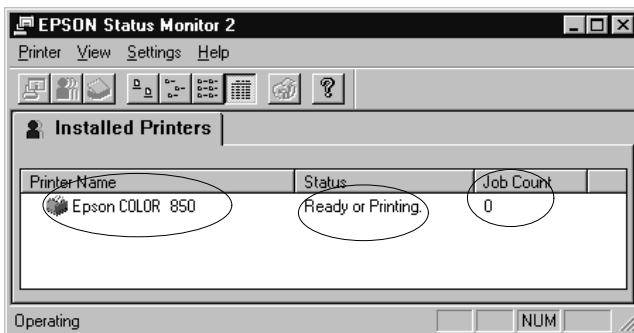 EPSON Status Monitor 2
Printer View Settings Help
Installed Printers
Printer Name Status Job Count
Epson COLOR 850 Ready or Printing. 0
Operating NUM